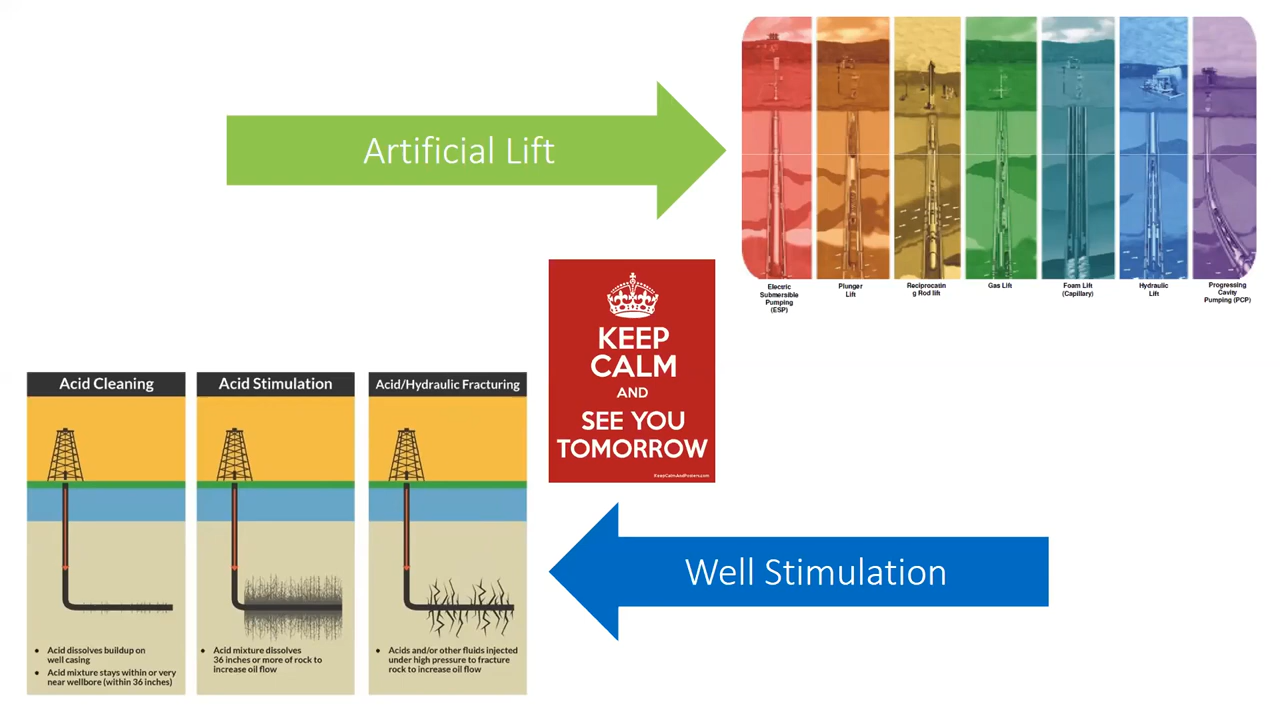 Artificial Lift
Electric
Submersible
Pumping
(ESP)
Plunger
Lift
Reciprocatin
g Rod lift
Gas Lift
Foam Lift
(Capillary)
Hydraulic
Lift
Progressing
Cavity
Pumping (PCP)
KEEP
CALM
AND
SEE YOU
TOMORROW
KeepCalmAndPosters.com
Acid Cleaning
Acid dissolves buildup on
well casing
Acid mixture stays within or very
near wellbore (within 36 inches)
Acid Stimulation
Acid mixture dissolves
36 inches or more of rock to
increase oil flow
Acid/Hydraulic Fracturing
Acids and/or other fluids injected
under high pressure to fracture
rock to increase oil flow
Well Stimulation